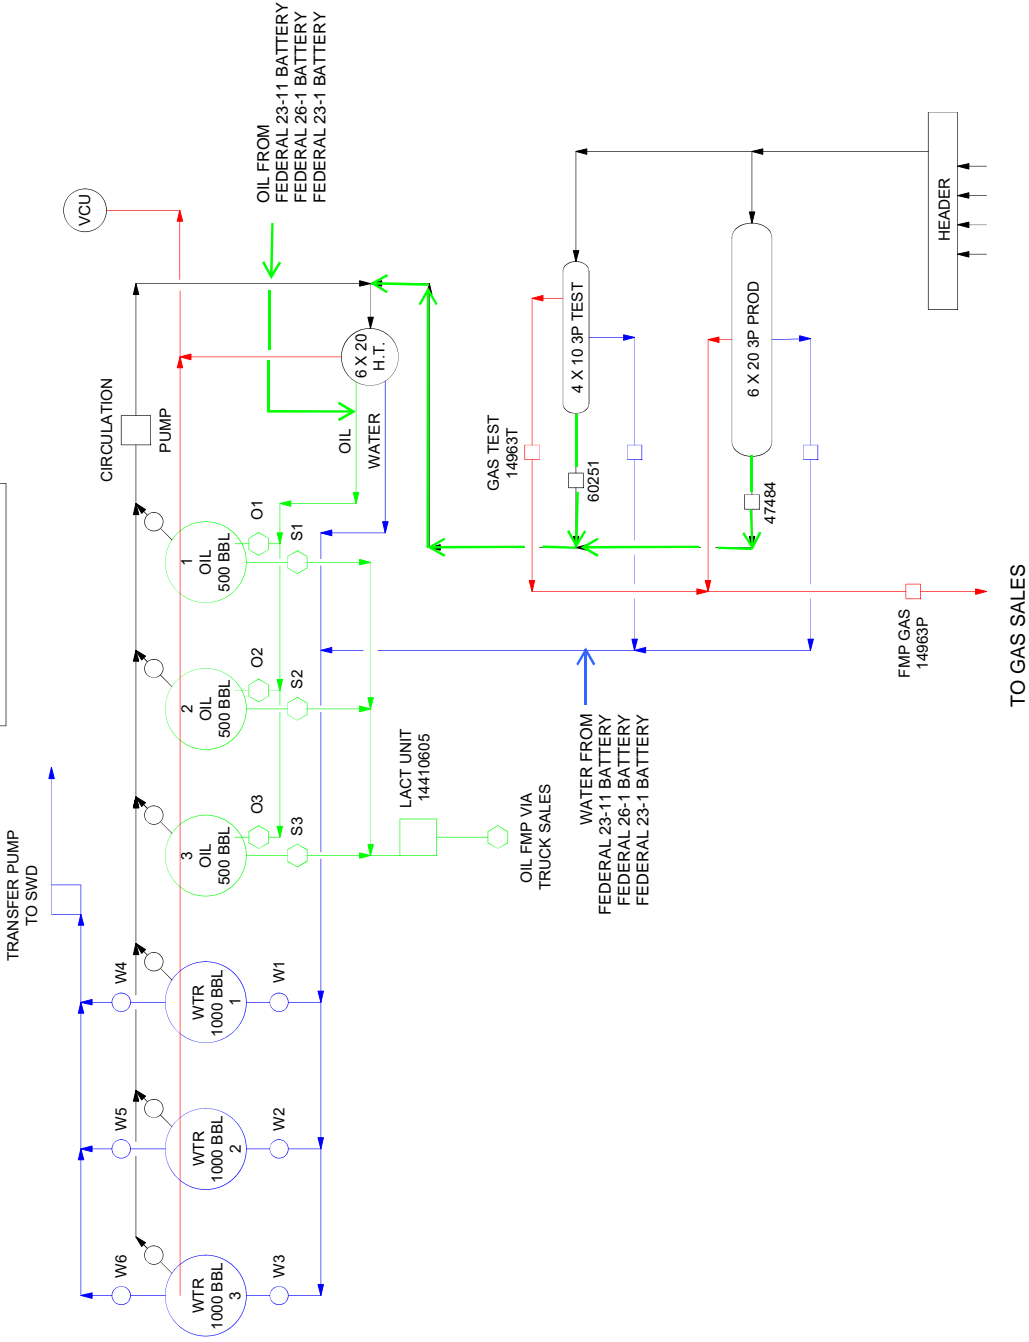 TRANSFER PUMP
TO SWD
W6
W5
W4
WTR
1000 BBL
3
WTR
1000 BBL
2
WTR
1000 BBL
1
3
OIL
500 BBL
2
OIL
500 BBL
1
OIL
500 BBL
W3
W2
W1
O3
O2
O1
S3
S2
S1
CIRCULATION
PUMP
VCU
OIL FROM
FEDERAL 23-11 BATTERY
FEDERAL 26-1 BATTERY
FEDERAL 23-1 BATTERY
6 X 20
H.T.
OIL
WATER
LACT UNIT
14410605
OIL FMP VIA
TRUCK SALES
WATER FROM
FEDERAL 23-11 BATTERY
FEDERAL 26-1 BATTERY
FEDERAL 23-1 BATTERY
GAS TEST
14963T
4 X 10 3P TEST
60251
6 X 20 3P PROD
47484
HEADER
FMP GAS
14963P
TO GAS SALES